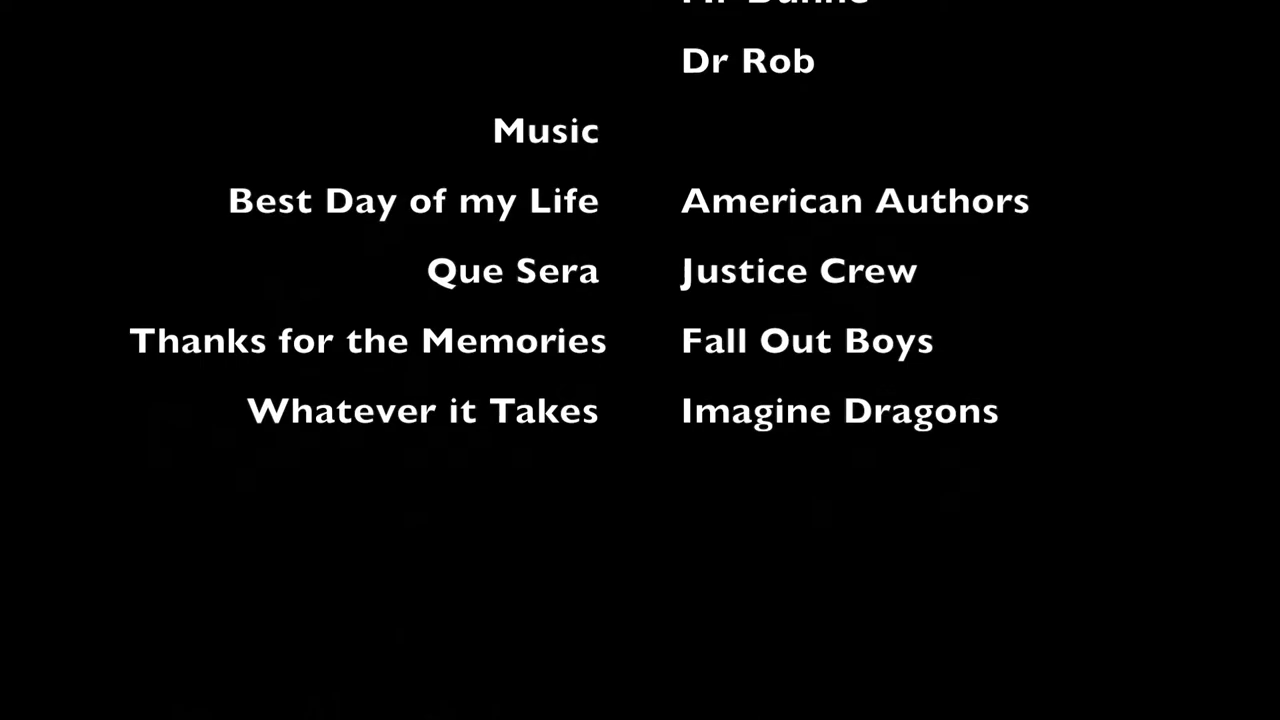 Dr Rob
Music
Best Day of my Life American Authors
Que Sera Justice Crew
Thanks for the Memories Fall Out Boys
Whatever it Takes Imagine Dragons